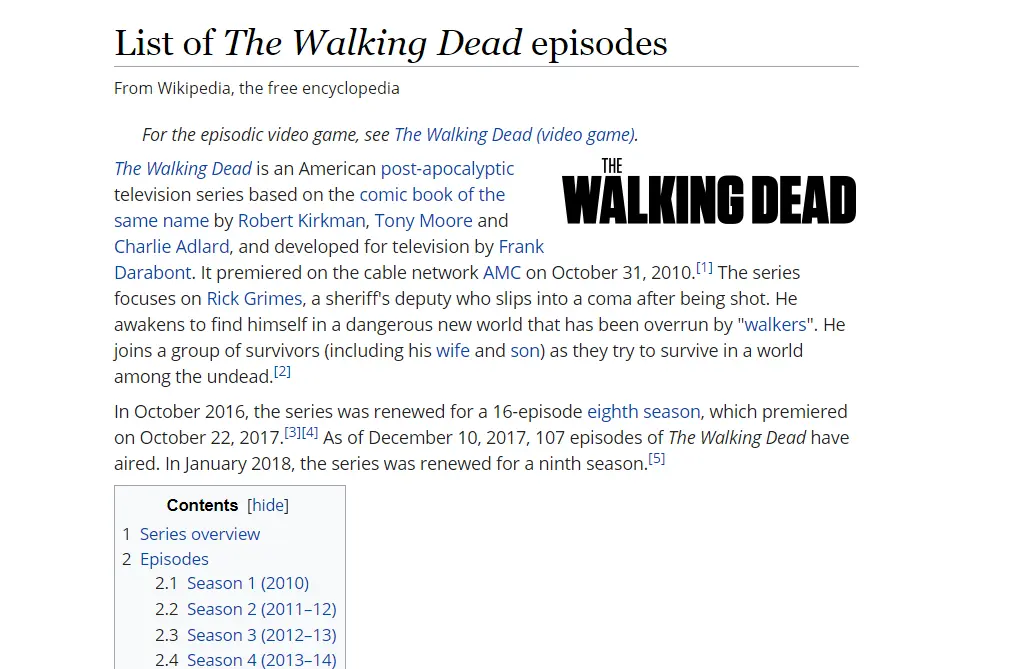 List of The Walking Dead episodes
From Wikipedia, the free encyclopedia
For the episodic video game, see The Walking Dead (video game).
THE
WALKING DEAD
The Walking Dead is an American post-apocalyptic
television series based on the comic book of the
same name by Robert Kirkman, Tony Moore and
Charlie Adlard, and developed for television by Frank
Darabont. It premiered on the cable network AMC on October 31, 2010.[1] The series
focuses on Rick Grimes, a sheriff's deputy who slips into a coma after being shot. He
awakens to find himself in a dangerous new world that has been overrun by "walkers". He
joins a group of survivors (including his wife and son) as they try to survive in a world
among the undead.[2]
In October 2016, the series was renewed for a 16-episode eighth season, which premiered
on October 22, 2017.[3][4] As of December 10, 2017, 107 episodes of The Walking Dead have
aired. In January 2018, the series was renewed for a ninth season.[5]
Contents [hide]
1 Series overview
2 Episodes
2.1 Season 1 (2010)
2.2 Season 2 (2011–12)
2.3 Season 3 (2012–13)
2.4 Season 4 (2013–14)